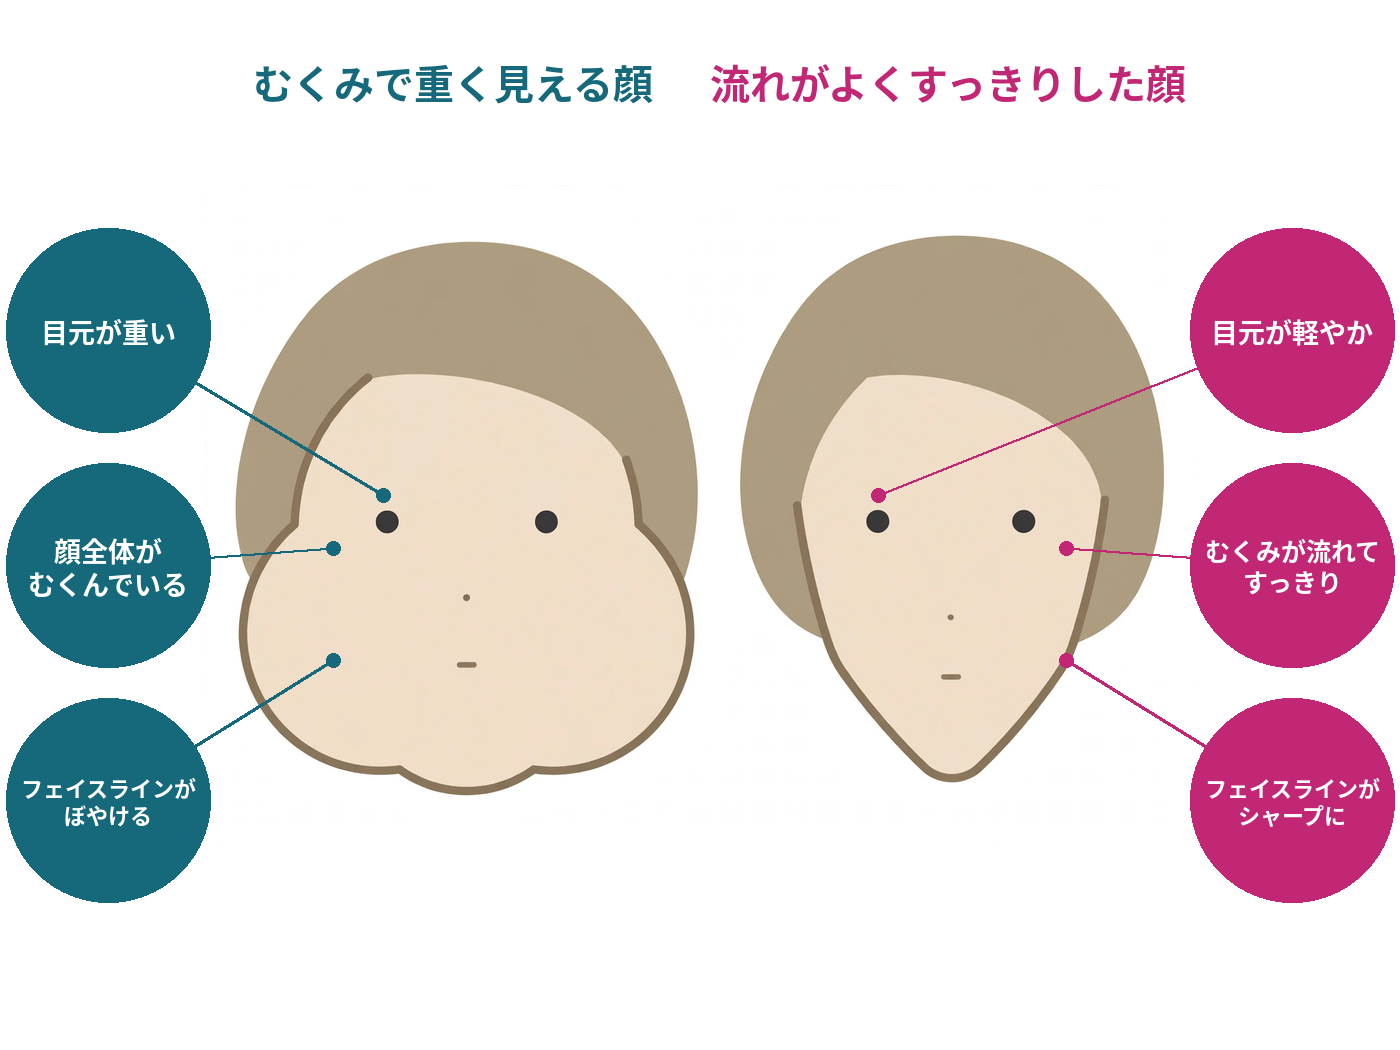 むくみで重く見える顔
流れがよくすっきりした顔
目元が重い
顔全体が
むくんでいる
フェイスラインが
ぼやける
目元が軽やか
むくみが流れて
すっきり
フェイスラインが
シャープに